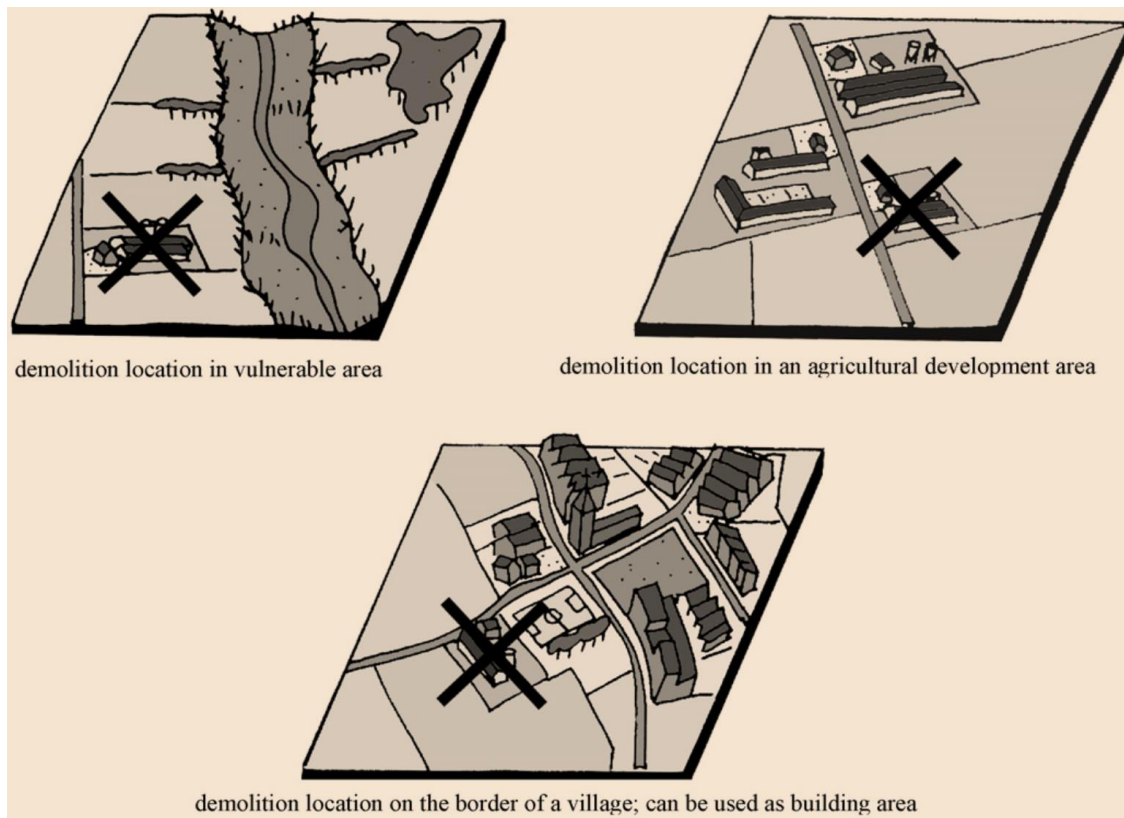 demolition location in vulnerable area
demolition location in an agricultural development area
demolition location on the border of a village; can be used as building area